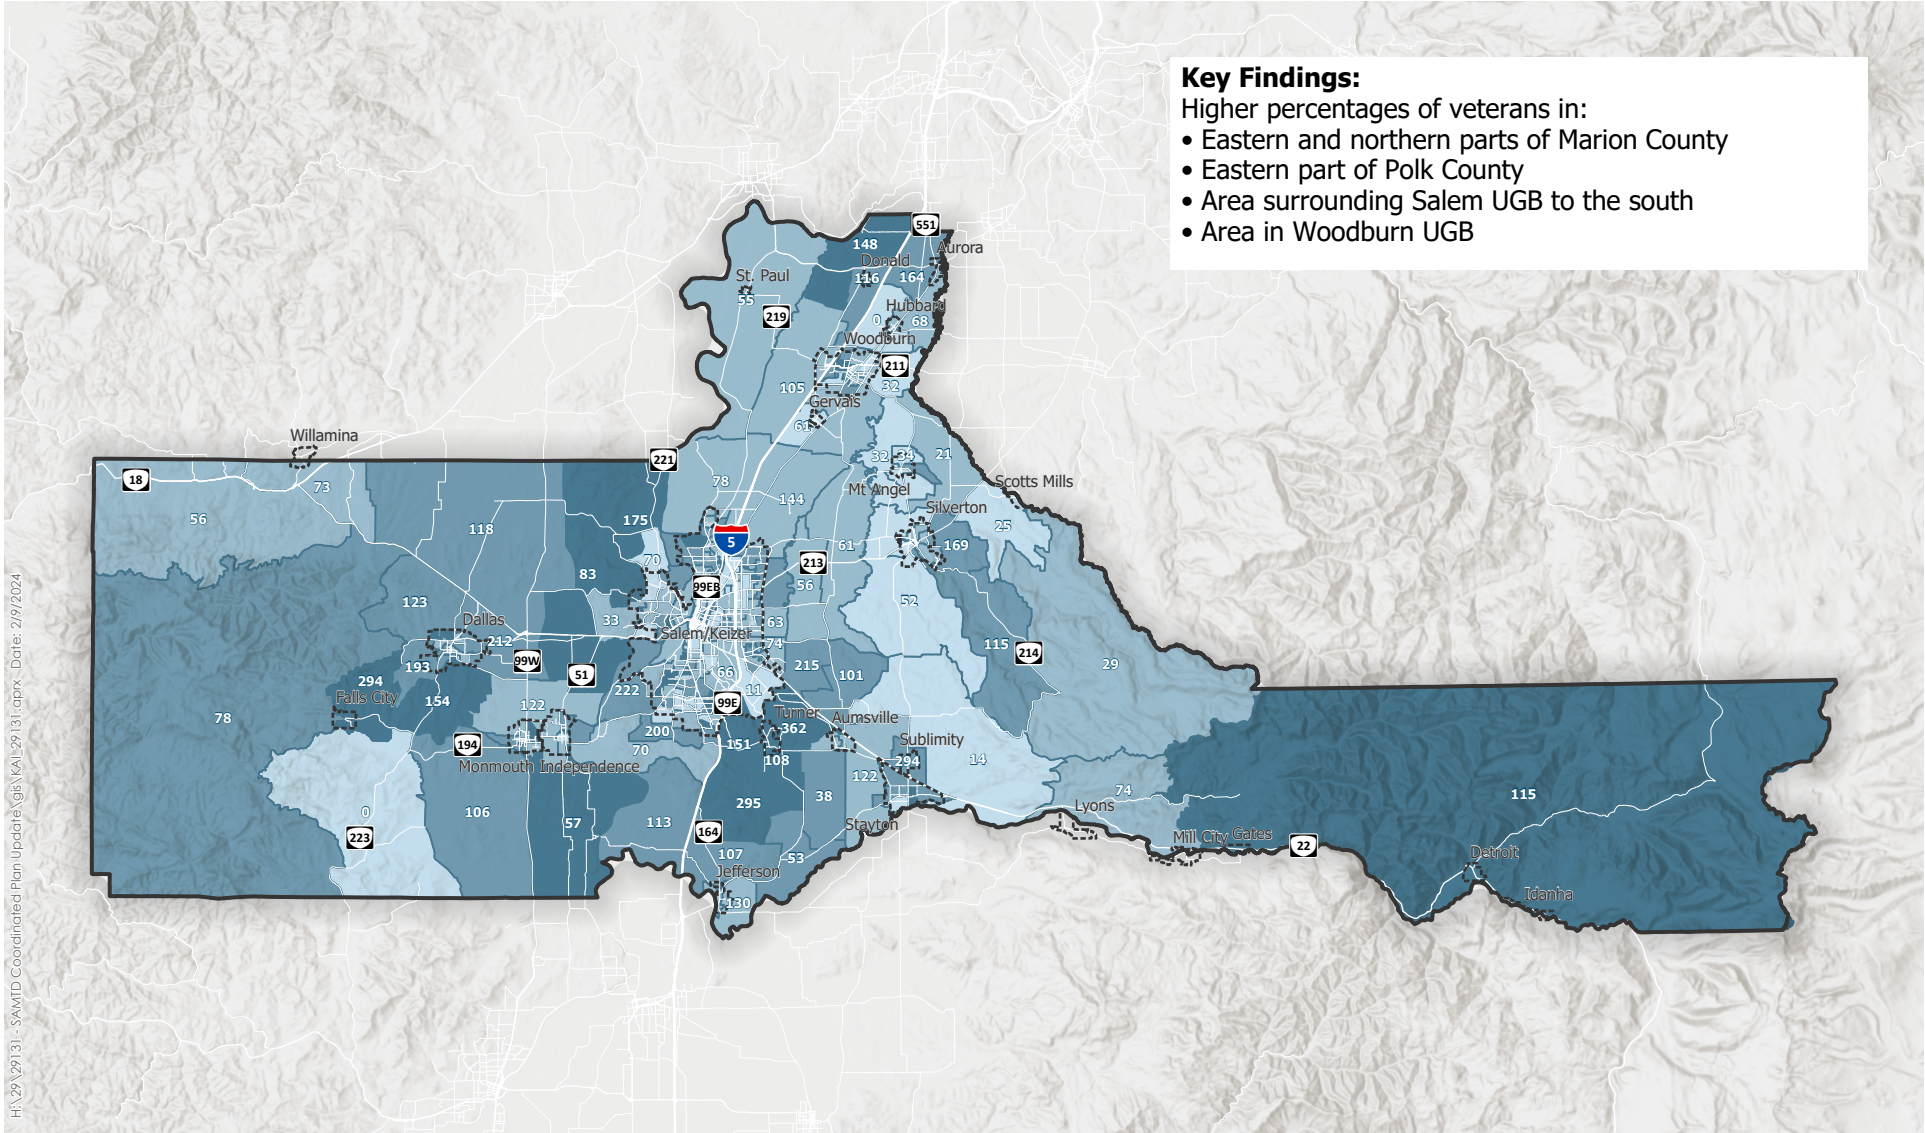 Key Findings:
Higher percentages of veterans in:
• Eastern and northern parts of Marion County
• Eastern part of Polk County
• Area surrounding Salem UGB to the south
• Area in Woodburn UGB
551
148
Aurora
Donald
116
164
St. Paul
55
219
Hubbard
0
68
Woodburn
211
32
105
Gervais
61
Willamina
221
18
73
78
32
34
21
Mt Angel
Scotts Mills
144
Silverton
56
118
175
25
5
61
169
70
213
83
99EB
56
123
52
33
Dallas
63
Salem/Keizer
212
74
115
214
99W
193
215
29
51
66
101
294
222
11
Falls City
154
122
99E
78
Turner
Aumsville
362
200
194
151
Sublimity
70
108
294
14
Monmouth
Independence
122
74
115
38
295
Lyons
0
106
57
113
Stayton
164
223
Mill City
Gates
22
107
53
Detroit
Jefferson
130
Idanha
H:\29\29131 - SAMTD Coordinated Plan Update\gis\KAI_29131.aprx Date: 2/9/2024